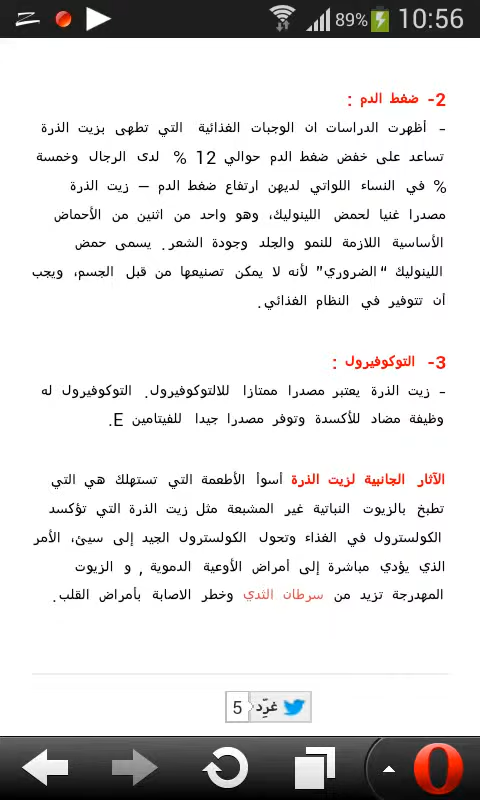 89% 10:56
2- ضغط الدم :
- أظهرت الدراسات ان الوجبات الغذائية التي تطهى بزيت الذرة
تساعد على خفض ضغط الدم حوالي 12 % لدى الرجال وخمسة
% في النساء اللواتي لديهن ارتفاع ضغط الدم – زيت الذرة
مصدرا غنيا لحمض اللينوليك، وهو واحد من اثنين من الأحماض
الأساسية اللازمة للنمو والجلد وجودة الشعر. يسمى حمض
اللينوليك “الضروري” لأنه لا يمكن تصنيعها من قبل الجسم، ويجب
أن تتوفير في النظام الغذائي.
3- التوكوفيرول :
- زيت الذرة يعتبر مصدرا ممتازا للالتوكوفيرول. التوكوفيرول له
وظيفة مضاد للأكسدة وتوفر مصدرا جيدا للفيتامين E.
الآثار الجانبية لزيت الذرة أسوأ الأطعمة التي تستهلك هي التي
تطبخ بالزيوت النباتية غير المشبعة مثل زيت الذرة التي تؤكسد
الكولسترول في الغذاء وتحول الكولسترول الجيد إلى سيئ، الأمر
الذي يؤدي مباشرة إلى أمراض الأوعية الدموية , و الزيوت
المهدرجة تزيد من سرطان الثدي وخطر الاصابة بأمراض القلب.
غرِّد 5